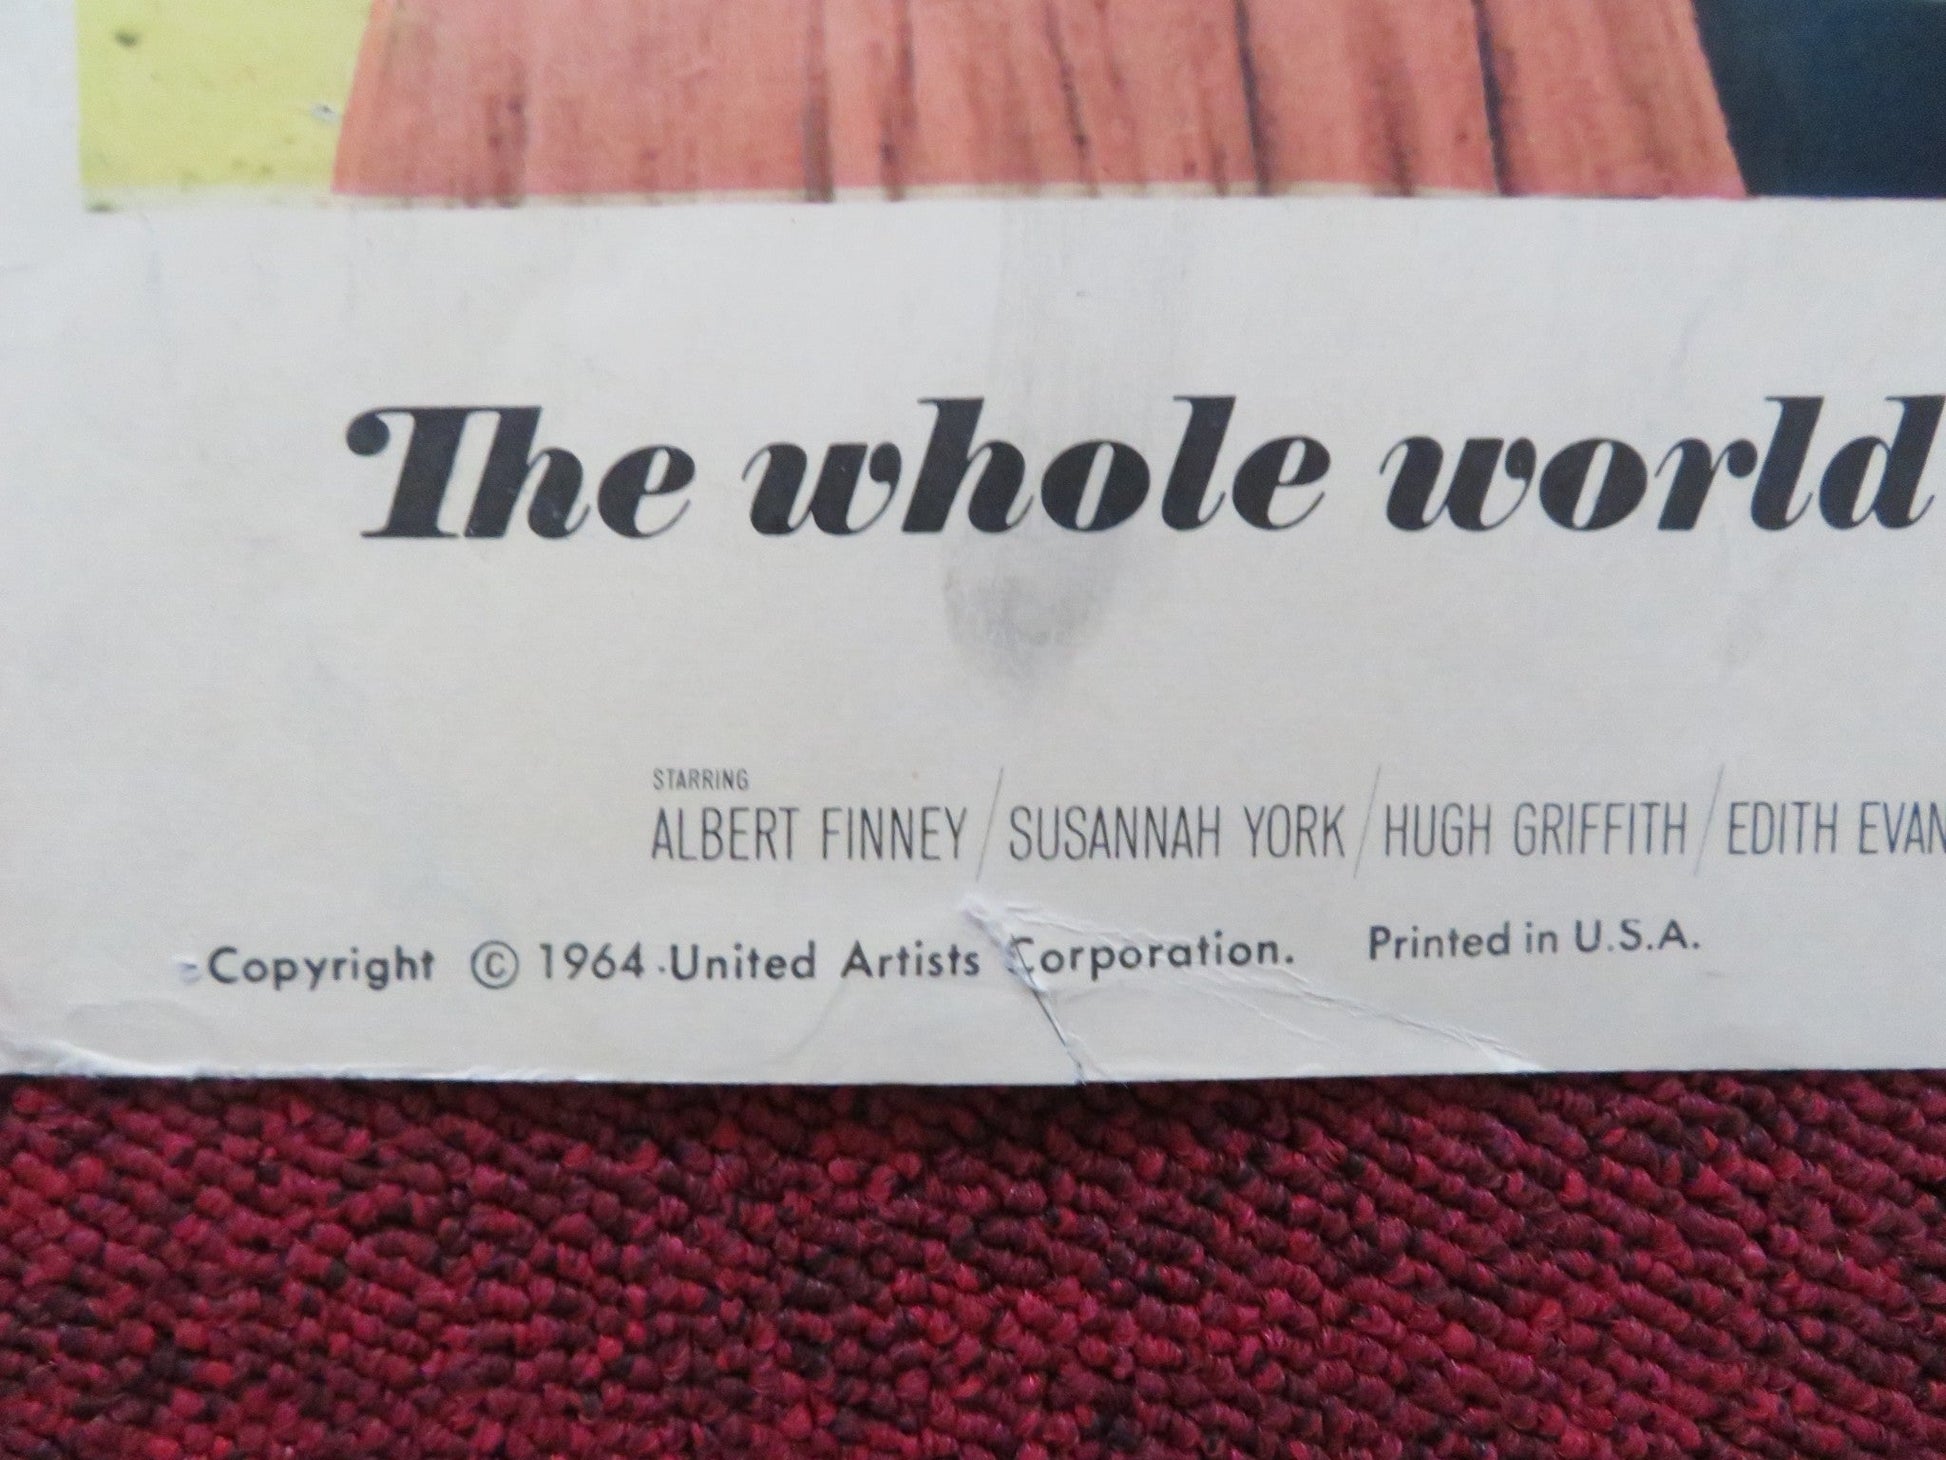 The whole world
STARRING
ALBERT FINNEY / SUSANNAH YORK / HUGH GRIFFITH / EDITH EVAN
Copyright © 1964 United Artists Corporation. Printed in U.S.A.